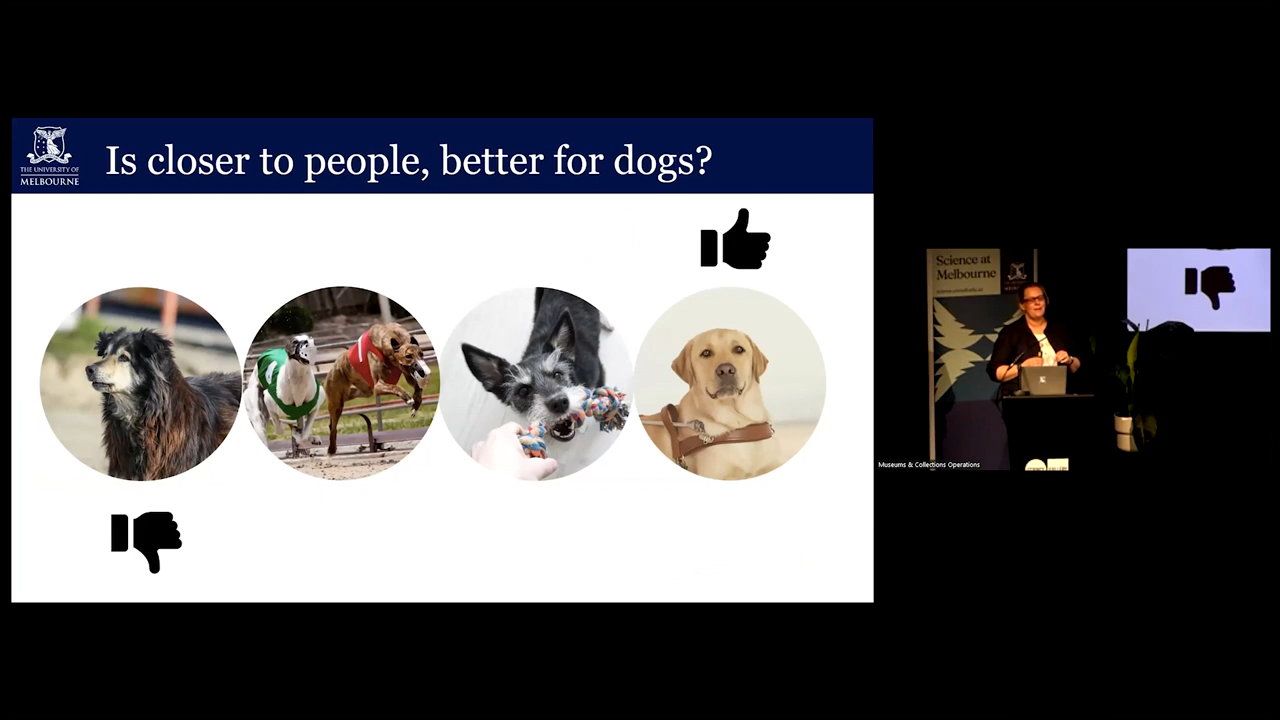 THE UNIVERSITY OF
MELBOURNE
Is closer to people, better for dogs?
Science at
Melbourne
Museums & Collections Operations